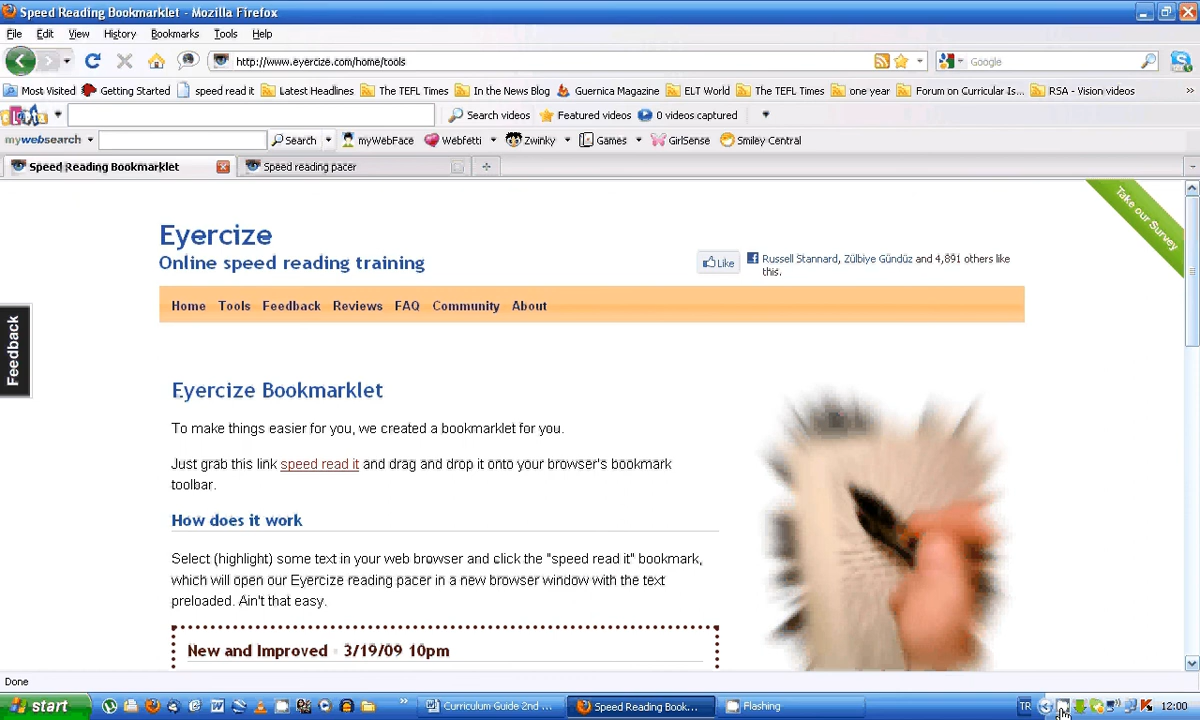 Speed Reading Bookmarklet - Mozilla Firefox
File Edit View History Bookmarks Tools Help
http://www.eyercize.com/home/tools
Google
Most Visited Getting Started speed read it Latest Headlines The TEFL Times In the News Blog Guernica Magazine ELT World The TEFL Times one year Forum on Curricular Is... RSA - Vision videos »
Search videos Featured videos 0 videos captured
mywebsearch Search myWebFace Webfetti Zwinky Games GirlSense Smiley Central
Speed Reading Bookmarklet Speed reading pacer
Take our Survey
Eyercize
Online speed reading training
Like Russell Stannard, Zülbiye Gündüz and 4,891 others like
this.
Home Tools Feedback Reviews FAQ Community About
Feedback
Eyercize Bookmarklet
To make things easier for you, we created a bookmarklet for you.
Just grab this link speed read it and drag and drop it onto your browser's bookmark
toolbar.
How does it work
Select (highlight) some text in your web browser and click the "speed read it" bookmark,
which will open our Eyercize reading pacer in a new browser window with the text
preloaded. Ain't that easy.
New and Improved - 3/19/09 10pm
Done
start » Curriculum Guide 2nd ... Speed Reading Book... Flashing TR 12:00